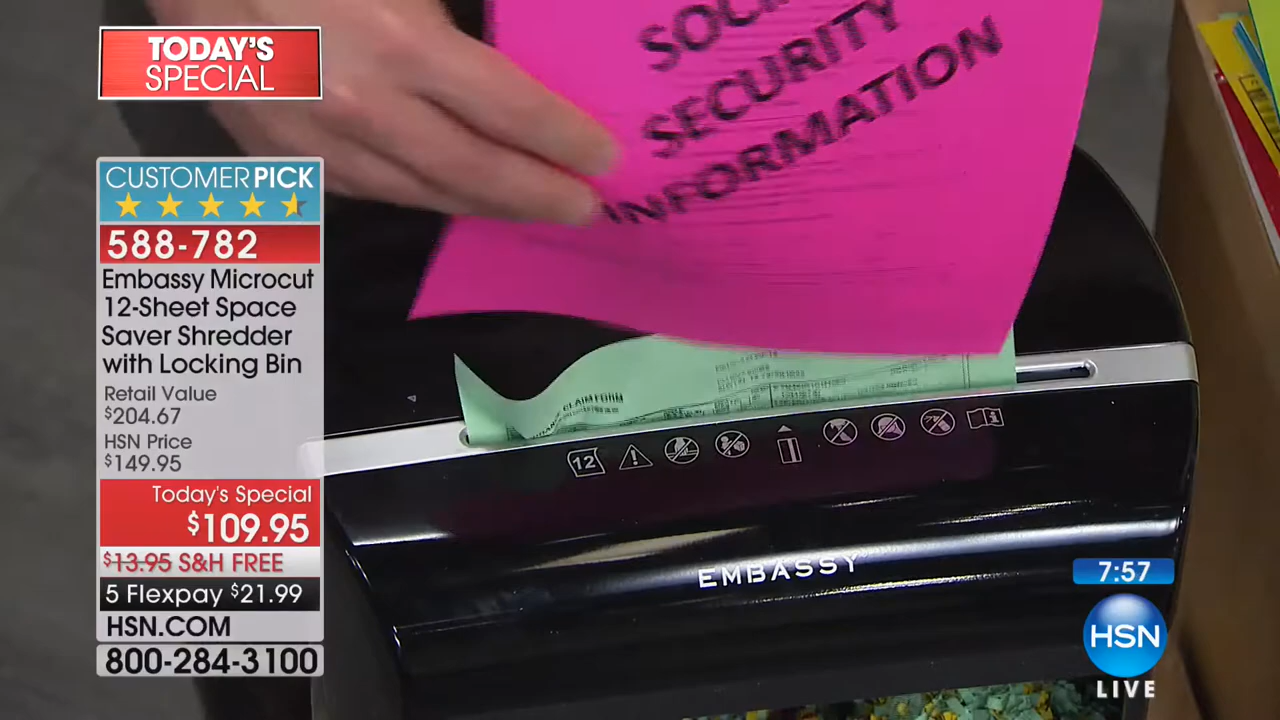 TODAY'S
SPECIAL
CUSTOMER PICK
588-782
Embassy Microcut
12-Sheet Space
Saver Shredder
with Locking Bin
Retail Value
$204.67
HSN Price
$149.95
Today's Special
$109.95
$13.95 S&H FREE
5 Flexpay $21.99
HSN.COM
800-284-3100
SECURITY
INFORMATION
CLAIM FORM
12
EMBASSY
7:57
HSN
LIVE